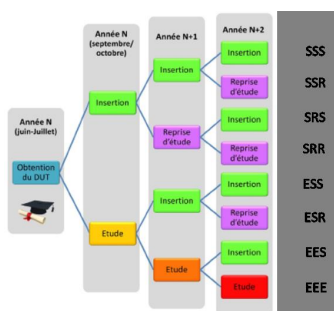 Année N
(juin-Juillet)
Obtention
du DUT
Année N
(septembre/
octobre)
Insertion
Etude
Année N+1
Insertion
Reprise
d'étude
Insertion
Etude
Année N+2
Insertion
Reprise
d'étude
Insertion
Reprise
d'étude
Insertion
Reprise
d'étude
Insertion
Etude
SSS
SSR
SRS
SRR
ESS
ESR
EES
EEE